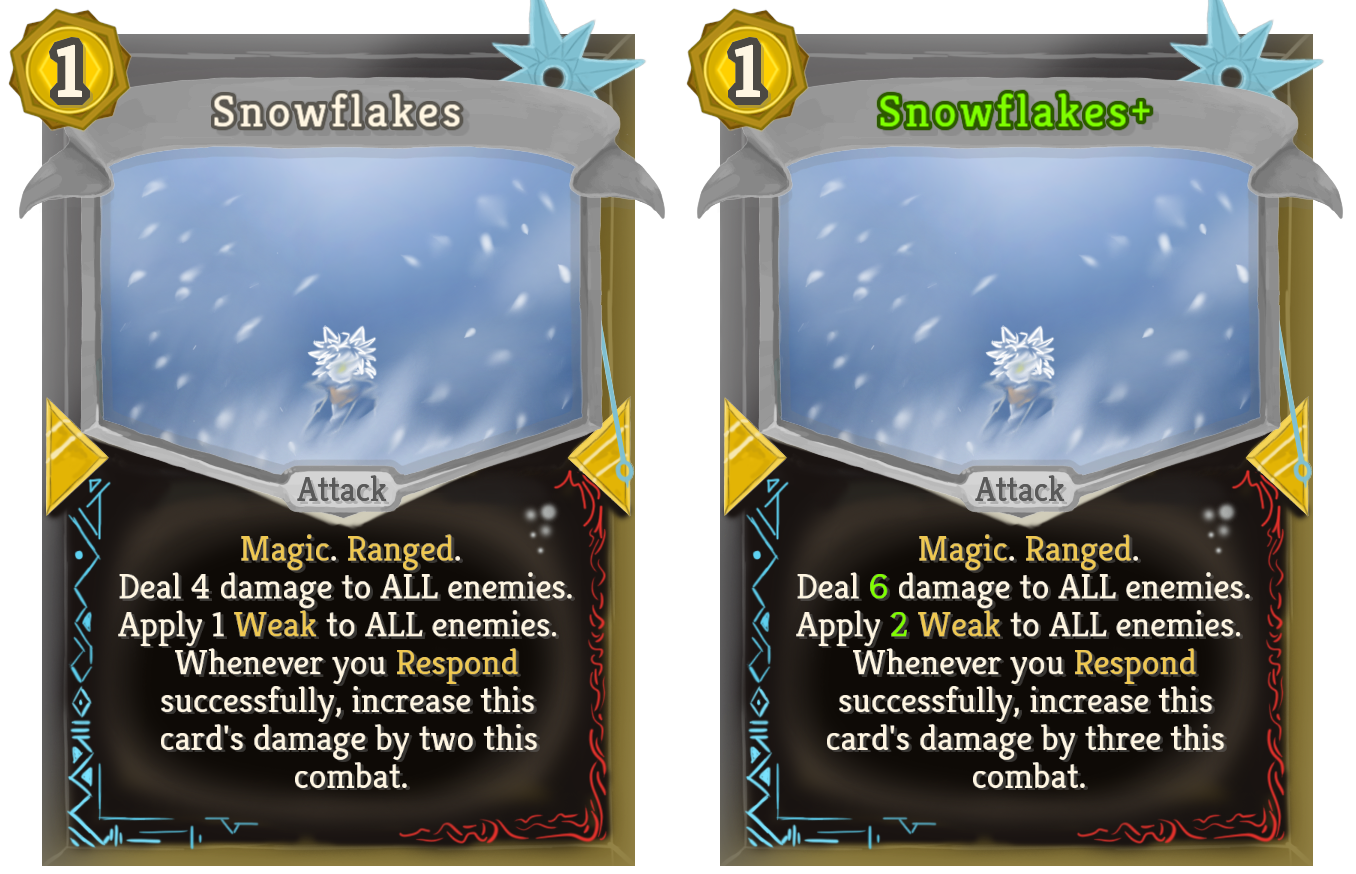 1
Snowflakes
Attack
Magic. Ranged.
Deal 4 damage to ALL enemies.
Apply 1 Weak to ALL enemies.
Whenever you Respond
successfully, increase this
card's damage by two this
combat.
1
Snowflakes+
Attack
Magic. Ranged.
Deal 6 damage to ALL enemies.
Apply 2 Weak to ALL enemies.
Whenever you Respond
successfully, increase this
card's damage by three this
combat.